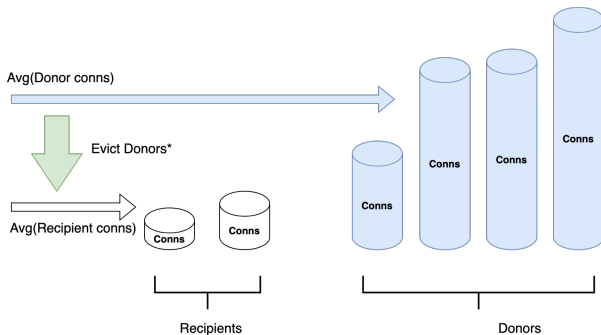 Avg(Donor conns)
Evict Donors*
Avg(Recipient conns)
Conns
Conns
Conns
Conns
Conns
Conns
Recipients
Donors